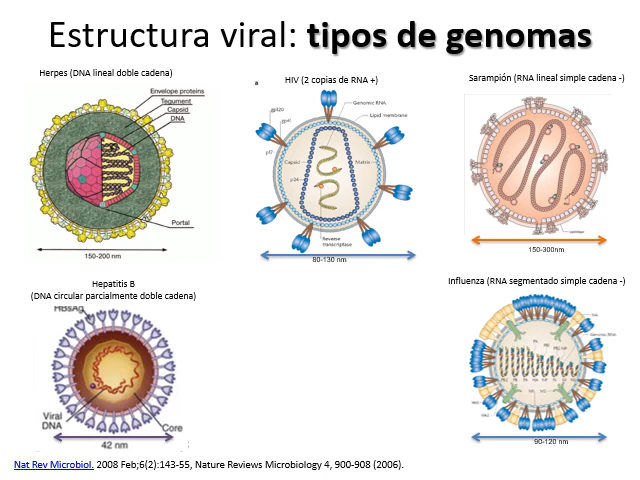 Estructura viral: tipos de genomas
Herpes (DNA lineal doble cadena)
Envelope proteins
Tegument
Capsid
DNA
Portal
150-200 nm
a
HIV (2 copias de RNA +)
Genomic RNA
gp120
gp41
Lipid membrane
p17
Capsid
Matrix
p24
Reverse
transcriptase
80-130 nm
Sarampión (RNA lineal simple cadena -)
150-300nm
Hepatitis B
(DNA circular parcialmente doble cadena)
HBsAg
Viral
DNA
Core
42 nm
Influenza (RNA segmentado simple cadena -)
90-120 nm
Nat Rev Microbiol. 2008 Feb;6(2):143-55, Nature Reviews Microbiology 4, 900-908 (2006).